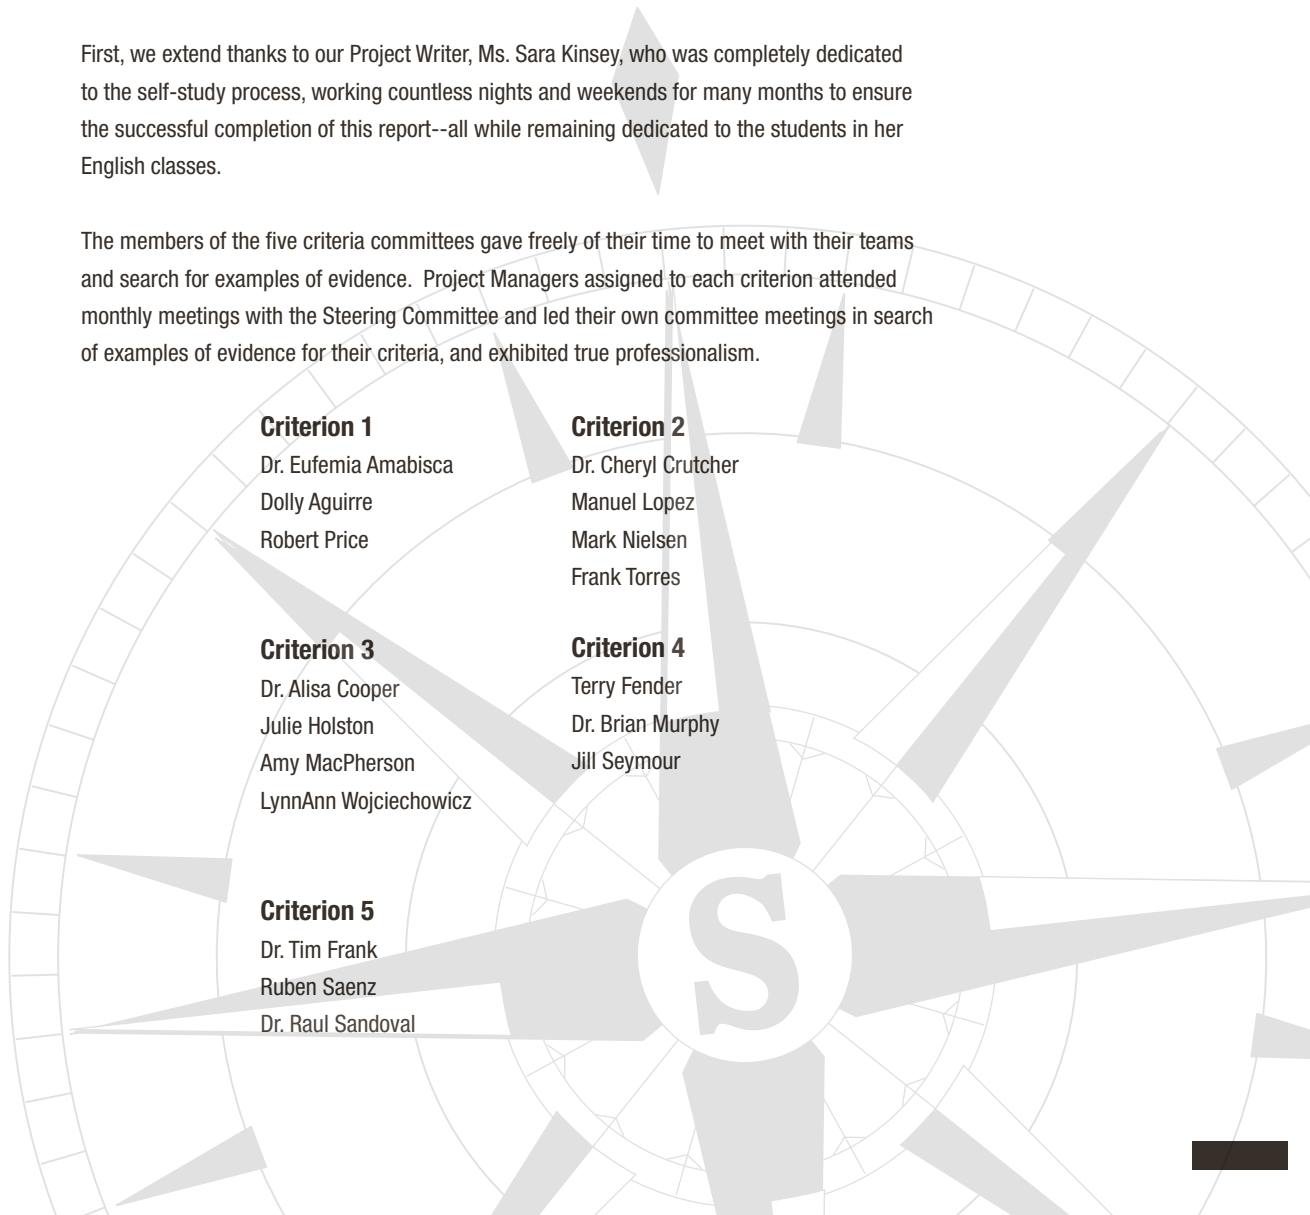 First, we extend thanks to our Project Writer, Ms. Sara Kinsey, who was completely dedicated
to the self-study process, working countless nights and weekends for many months to ensure
the successful completion of this report--all while remaining dedicated to the students in her
English classes.
The members of the five criteria committees gave freely of their time to meet with their teams
and search for examples of evidence.  Project Managers assigned to each criterion attended
monthly meetings with the Steering Committee and led their own committee meetings in search
of examples of evidence for their criteria, and exhibited true professionalism.
Criterion 1
Dr. Eufemia Amabisca
Dolly Aguirre
Robert Price
Criterion 2
Dr. Cheryl Crutcher
Manuel Lopez
Mark Nielsen
Frank Torres
Criterion 3
Dr. Alisa Cooper
Julie Holston
Amy MacPherson
LynnAnn Wojciechowicz
Criterion 4
Terry Fender
Dr. Brian Murphy
Jill Seymour
Criterion 5
Dr. Tim Frank
Ruben Saenz
Dr. Raul Sandoval
S